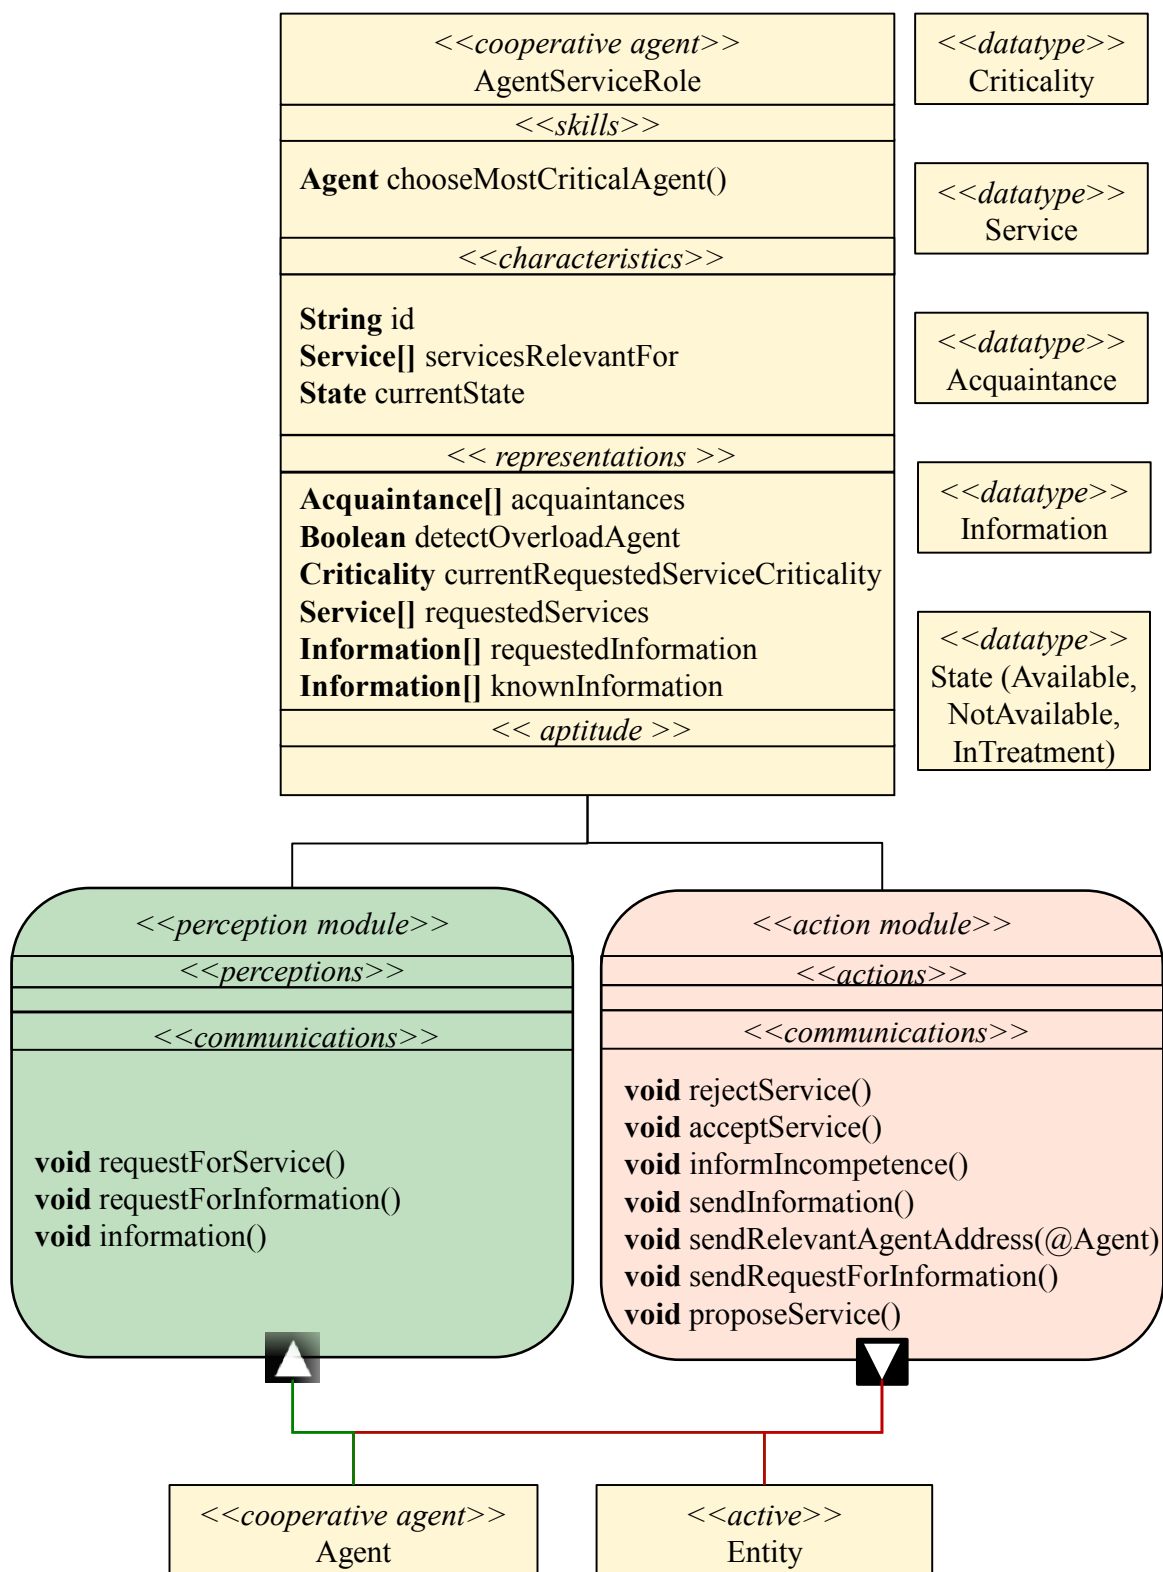 <<cooperative agent>>
AgentServiceRole
<<skills>>
Agent chooseMostCriticalAgent()
<<characteristics>>
String id
Service[] servicesRelevantFor
State currentState
<< representations >>
Acquaintance[] acquaintances
Boolean detectOverloadAgent
Criticality currentRequestedServiceCriticality
Service[] requestedServices
Information[] requestedInformation
Information[] knownInformation
<< aptitude >>
<<datatype>>
Criticality
<<datatype>>
Service
<<datatype>>
Acquaintance
<<datatype>>
Information
<<datatype>>
State (Available,
NotAvailable,
InTreatment)
<<perception module>>
<<perceptions>>
<<communications>>
void requestForService()
void requestForInformation()
void information()
<<action module>>
<<actions>>
<<communications>>
void rejectService()
void acceptService()
void informIncompetence()
void sendInformation()
void sendRelevantAgentAddress(@Agent)
void sendRequestForInformation()
void proposeService()
<<cooperative agent>>
Agent
<<active>>
Entity